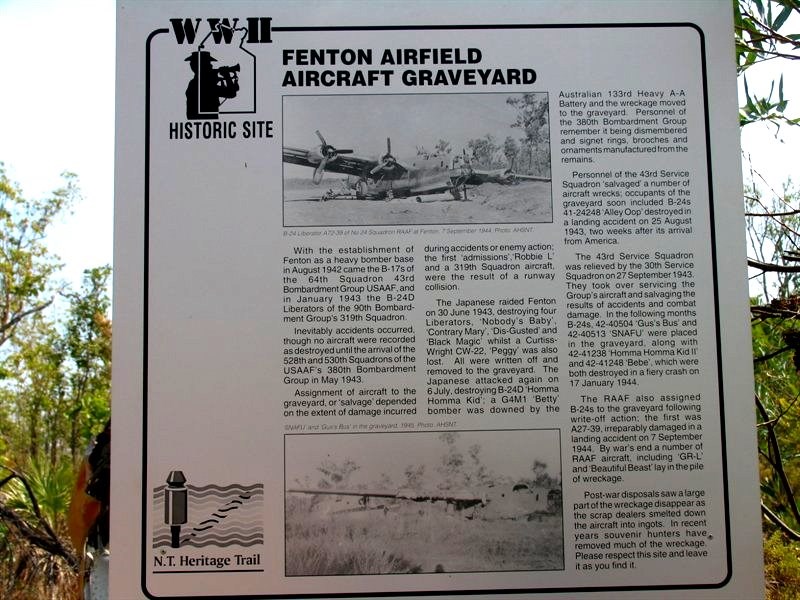 WWII
HISTORIC SITE
FENTON AIRFIELD
AIRCRAFT GRAVEYARD
B-24 Liberator A72-39 of No 24 Squadron RAAF at Fenton, 7 September 1944. Photo: AHSNT.
With the establishment of
Fenton as a heavy bomber base
in August 1942 came the B-17s of
the 64th Squadron 43rd
Bombardment Group USAAF, and
in January 1943 the B-24D
Liberators of the 90th Bombard-
ment Group's 319th Squadron.
Inevitably accidents occurred,
though no aircraft were recorded
as destroyed until the arrival of the
528th and 530th Squadrons of the
USAAF's 380th Bombardment
Group in May 1943.
Assignment of aircraft to the
graveyard, or 'salvage' depended
on the extent of damage incurred
during accidents or enemy action;
the first 'admissions', 'Robbie L'
and a 319th Squadron aircraft,
were the result of a runway
collision.
The Japanese raided Fenton
on 30 June 1943, destroying four
Liberators, 'Nobody's Baby',
'Contrary Mary', 'Dis-Gusted' and
'Black Magic' whilst a Curtiss-
Wright CW-22, 'Peggy' was also
lost. All were written off and
removed to the graveyard. The
Japanese attacked again on
6 July, destroying B-24D 'Homma
Homma Kid'; a G4M1 'Betty'
bomber was downed by the
Australian 133rd Heavy A-A
Battery and the wreckage moved
to the graveyard. Personnel of
the 380th Bombardment Group
remember it being dismembered
and signet rings, brooches and
ornaments manufactured from the
remains.
Personnel of the 43rd Service
Squadron 'salvaged' a number of
aircraft wrecks; occupants of the
graveyard soon included B-24s
41-24248 'Alley Oop' destroyed in
a landing accident on 25 August
1943, two weeks after its arrival
from America.
The 43rd Service Squadron
was relieved by the 30th Service
Squadron on 27 September 1943.
They took over servicing the
Group's aircraft and salvaging the
results of accidents and combat
damage. In the following months
B-24s, 42-40504 'Gus's Bus' and
42-40513 'SNAFU' were placed
in the graveyard, along with
42-41238 'Homma Homma Kid II'
and 42-41248 'Bebe', which were
both destroyed in a fiery crash on
17 January 1944.
The RAAF also assigned
B-24s to the graveyard following
write-off action; the first was
A27-39, irreparably damaged in a
landing accident on 7 September
1944. By war's end a number of
RAAF aircraft, including 'GR-L'
and 'Beautiful Beast' lay in the pile
of wreckage.
Post-war disposals saw a large
part of the wreckage disappear as
the scrap dealers smelted down
the aircraft into ingots. In recent
years souvenir hunters have
removed much of the wreckage.
Please respect this site and leave
it as you find it.
'SNAFU' and 'Gus's Bus' in the graveyard, 1945. Photo: AHSNT.
N.T. Heritage Trail